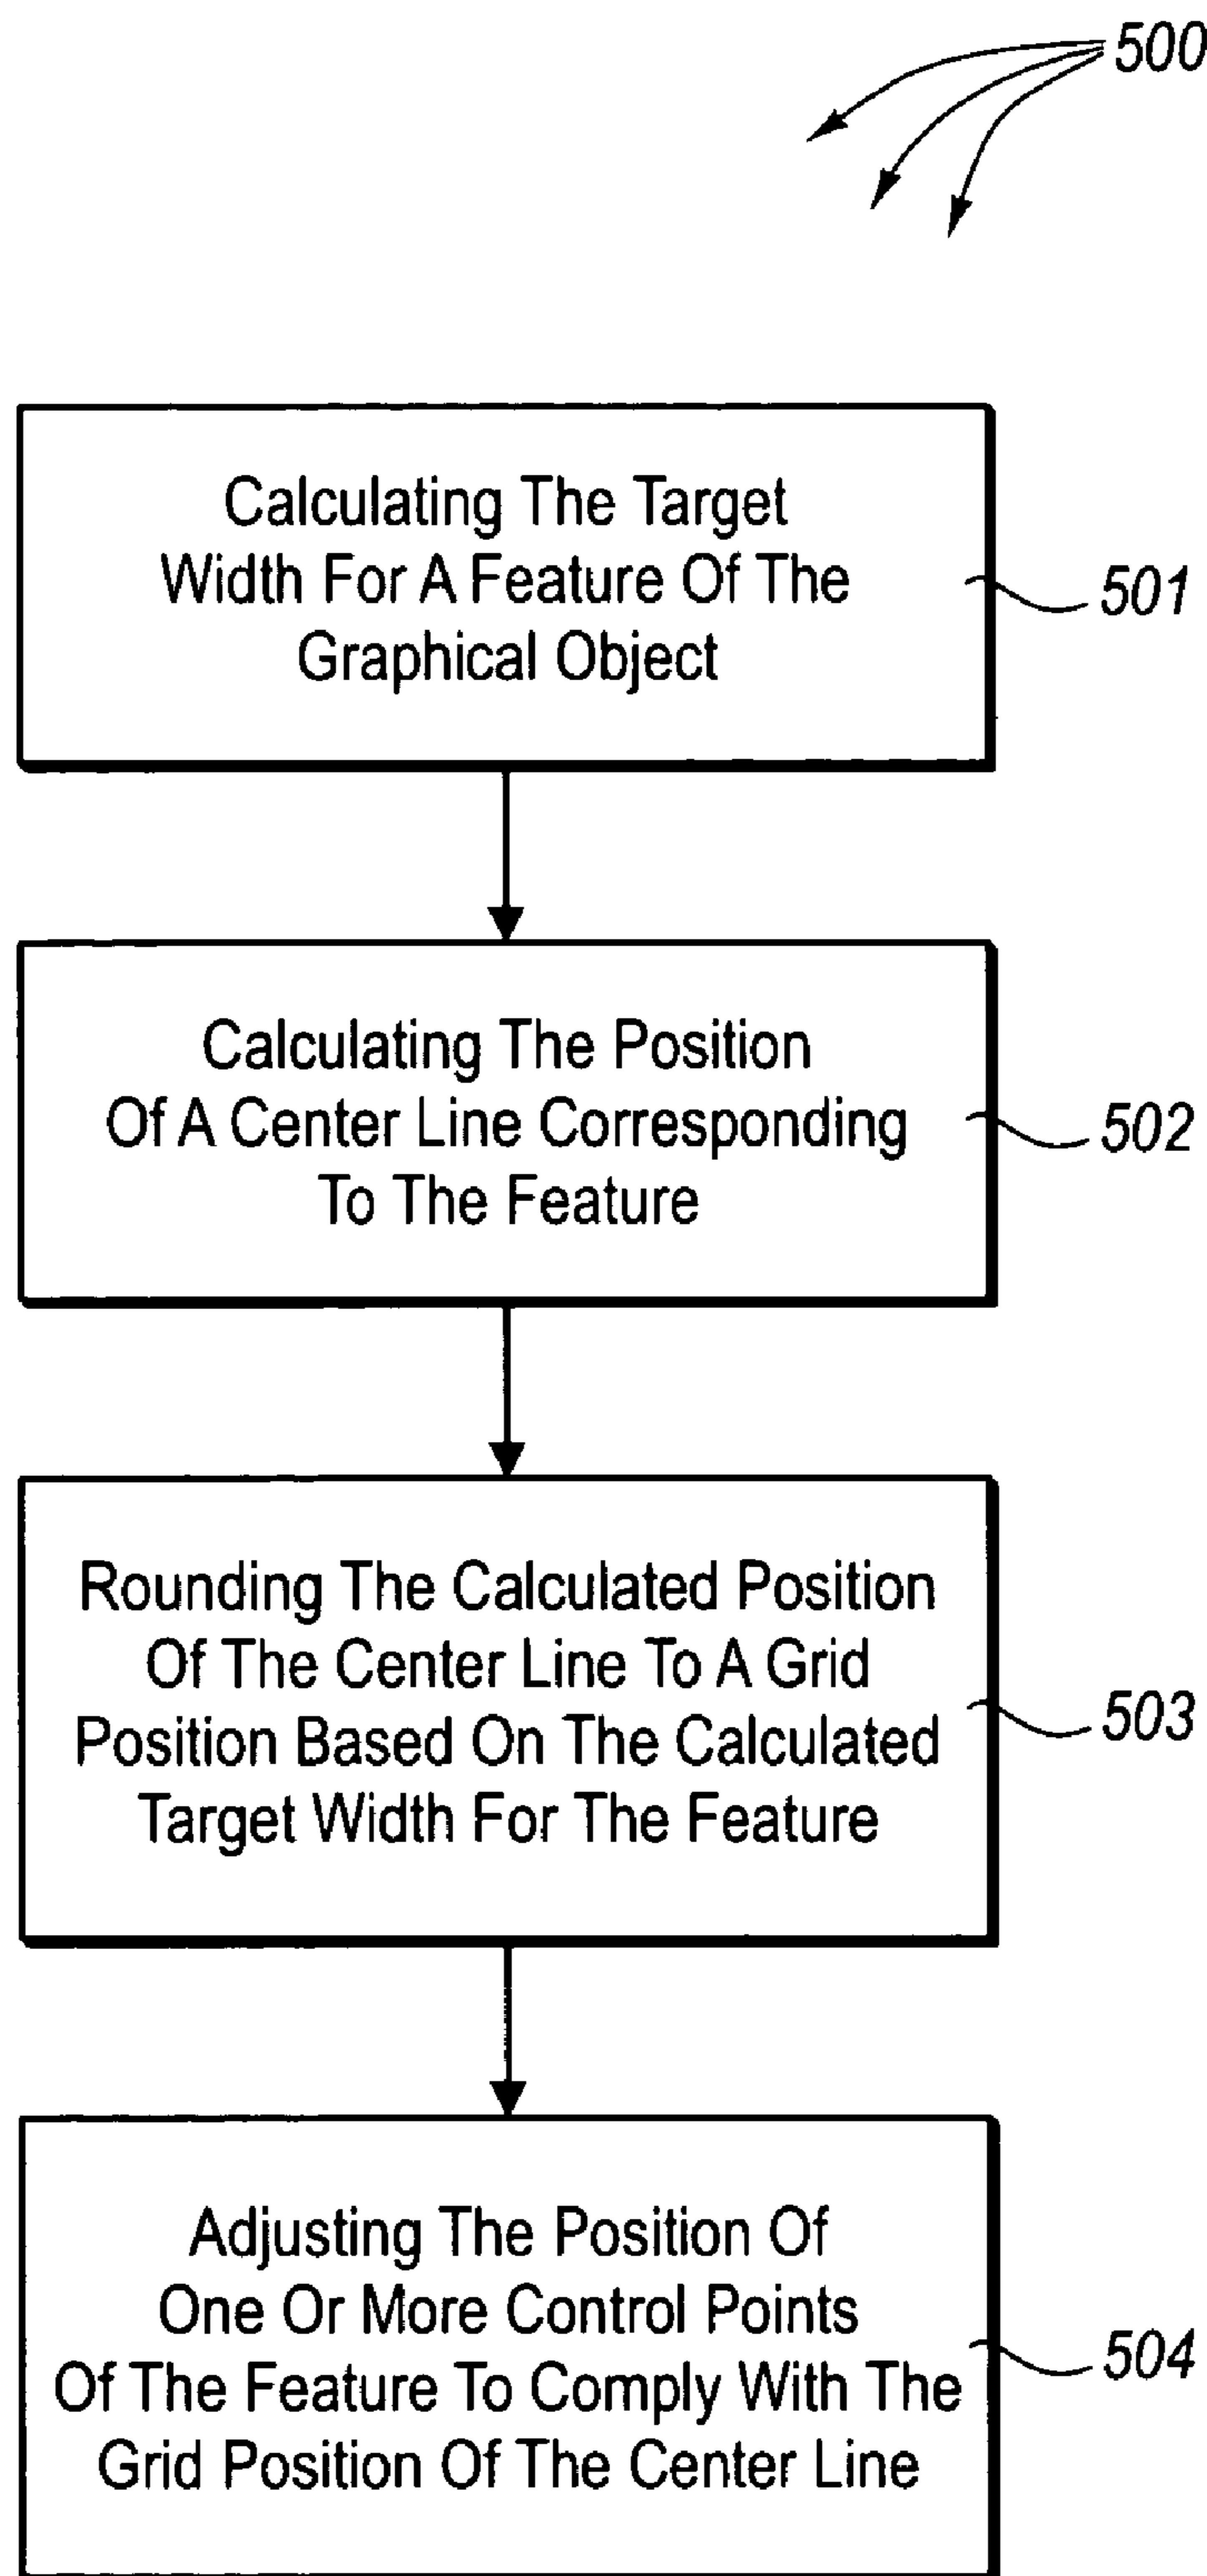 500
Calculating The Target
Width For A Feature Of The
Graphical Object
501
Calculating The Position
Of A Center Line Corresponding
To The Feature
502
Rounding The Calculated Position
Of The Center Line To A Grid
Position Based On The Calculated
Target Width For The Feature
503
Adjusting The Position Of
One Or More Control Points
Of The Feature To Comply With The
Grid Position Of The Center Line
504